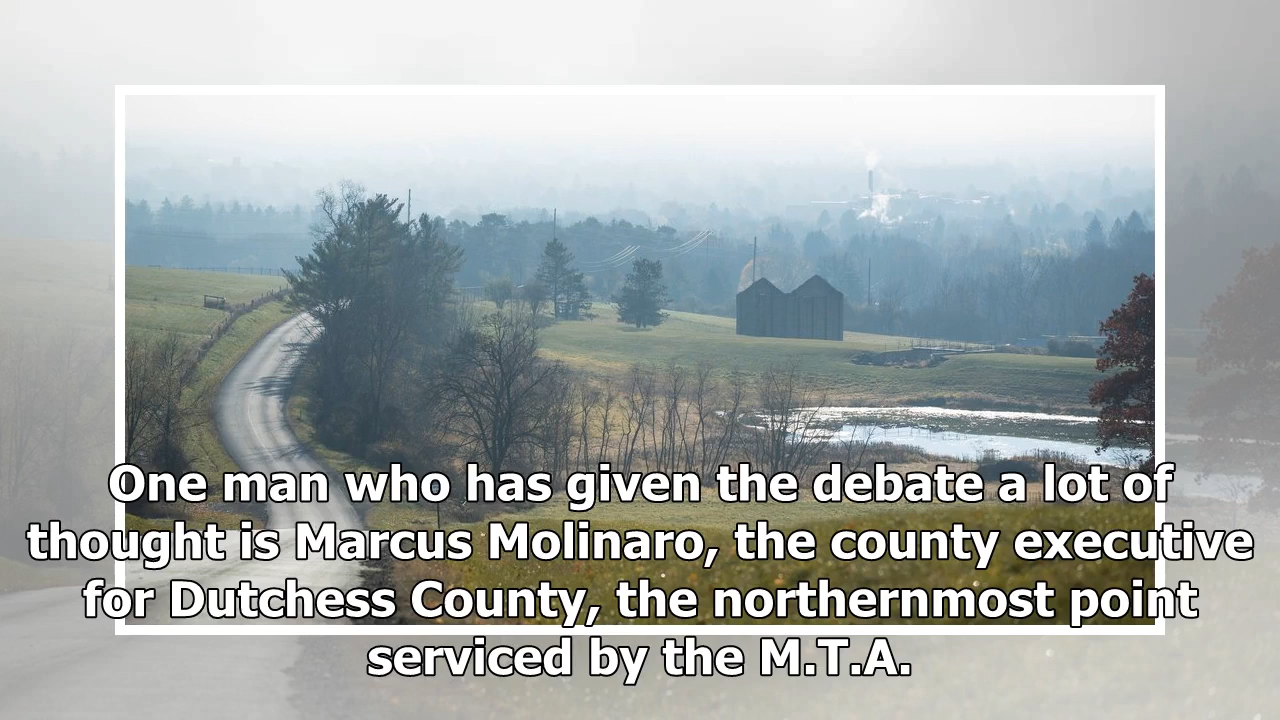 One man who has given the debate a lot of
thought is Marcus Molinaro, the county executive
for Dutchess County, the northernmost point
serviced by the M.T.A.